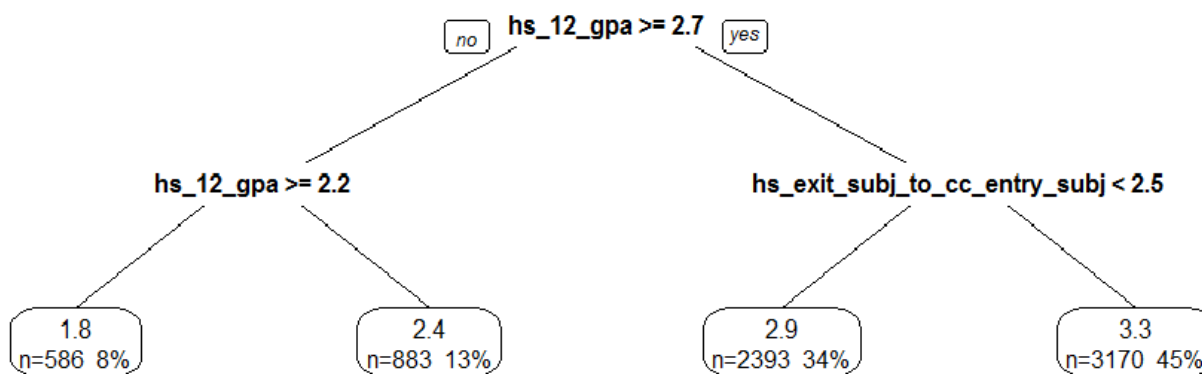 no
hs_12_gpa >= 2.7
yes
hs_12_gpa >= 2.2
hs_exit_subj_to_cc_entry_subj < 2.5
1.8
n=586 8%
2.4
n=883 13%
2.9
n=2393 34%
3.3
n=3170 45%